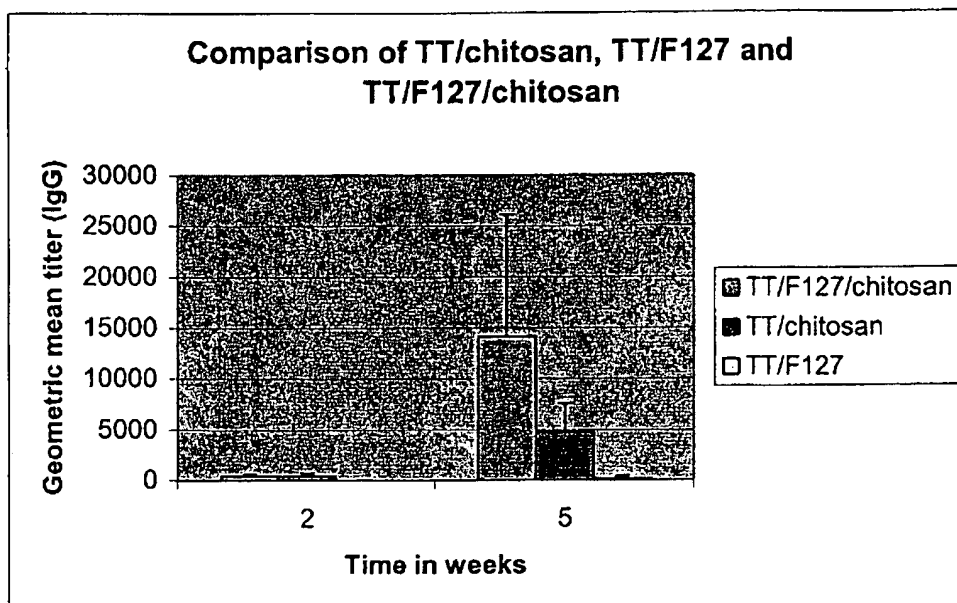 Comparison of TT/chitosan, TT/F127 and
TT/F127/chitosan
Geometric mean titer (IgG)
30000
25000
20000
15000
10000
5000
0
2
5
Time in weeks
TT/F127/chitosan
TT/chitosan
TT/F127